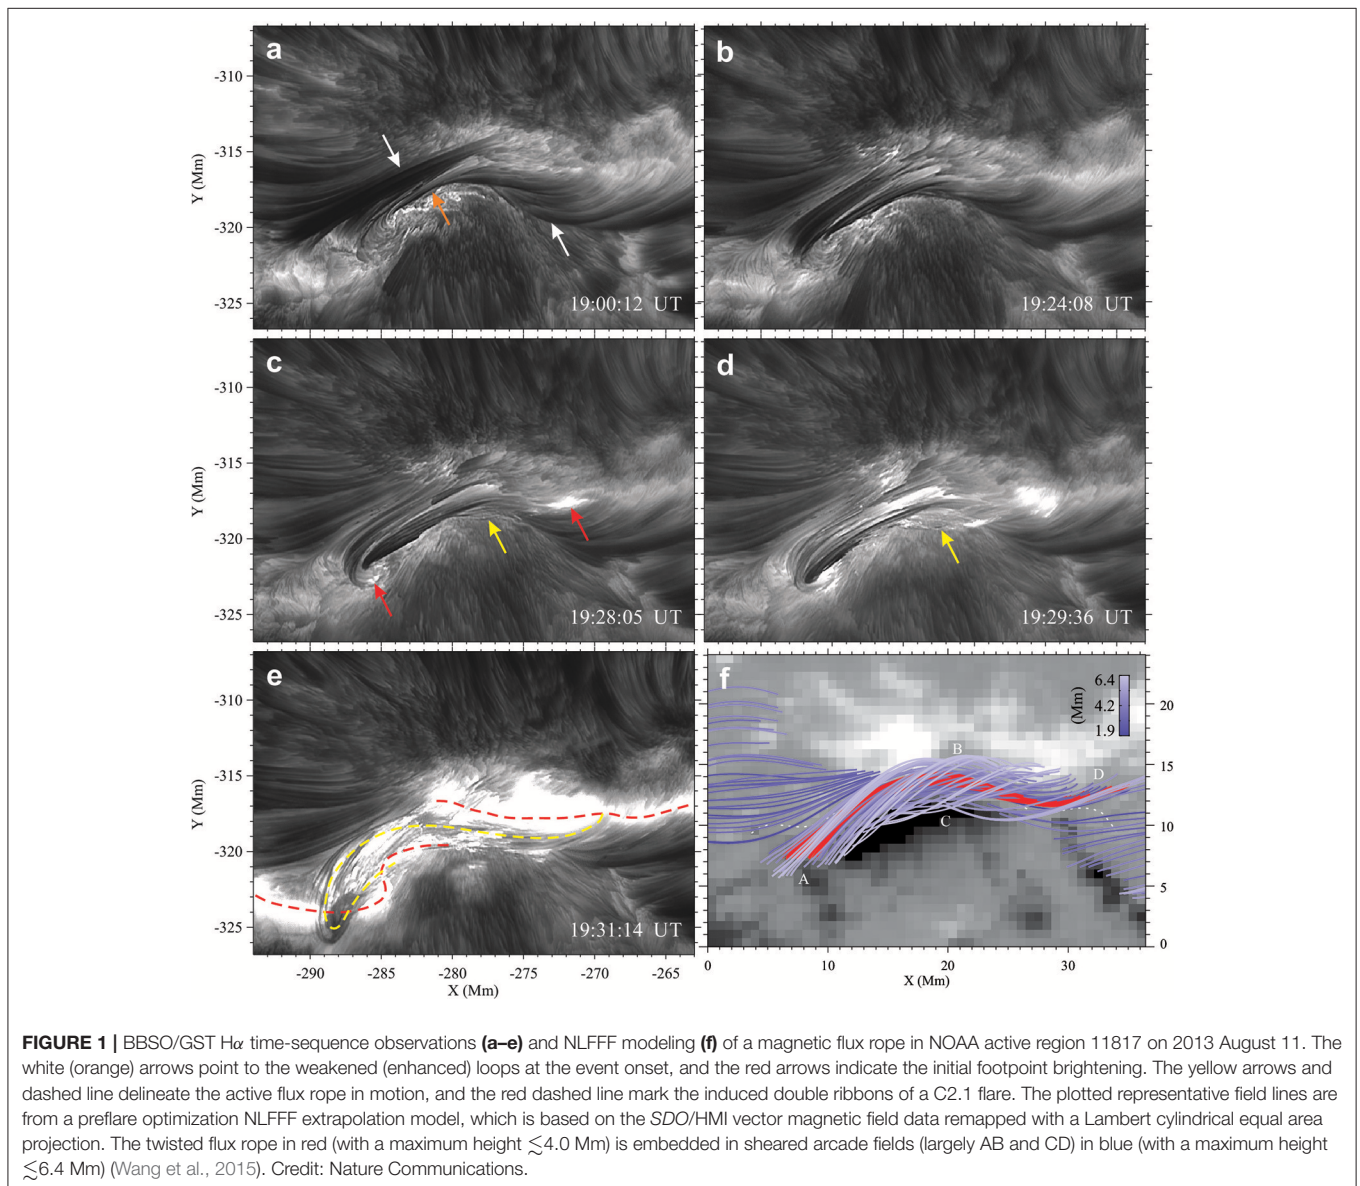 a
b
-310
-315
-320
-325
Y (Mm)
19:00:12 UT
19:24:08 UT
c
d
-310
-315
-320
-325
Y (Mm)
19:28:05 UT
19:29:36 UT
e
f
-310
-315
-320
-325
Y (Mm)
19:31:14 UT
-290 -285 -280 -275 -270 -265
X (Mm)
6.4
4.2
1.9
(Mm)
B
D
C
A
20
15
10
5
0
0 10 20 30
X (Mm)
FIGURE 1 | BBSO/GST Hα time-sequence observations (a–e) and NLFFF modeling (f) of a magnetic flux rope in NOAA active region 11817 on 2013 August 11. The
white (orange) arrows point to the weakened (enhanced) loops at the event onset, and the red arrows indicate the initial footpoint brightening. The yellow arrows and
dashed line delineate the active flux rope in motion, and the red dashed line mark the induced double ribbons of a C2.1 flare. The plotted representative field lines are
from a preflare optimization NLFFF extrapolation model, which is based on the SDO/HMI vector magnetic field data remapped with a Lambert cylindrical equal area
projection. The twisted flux rope in red (with a maximum height ≲4.0 Mm) is embedded in sheared arcade fields (largely AB and CD) in blue (with a maximum height
≲6.4 Mm) (Wang et al., 2015). Credit: Nature Communications.